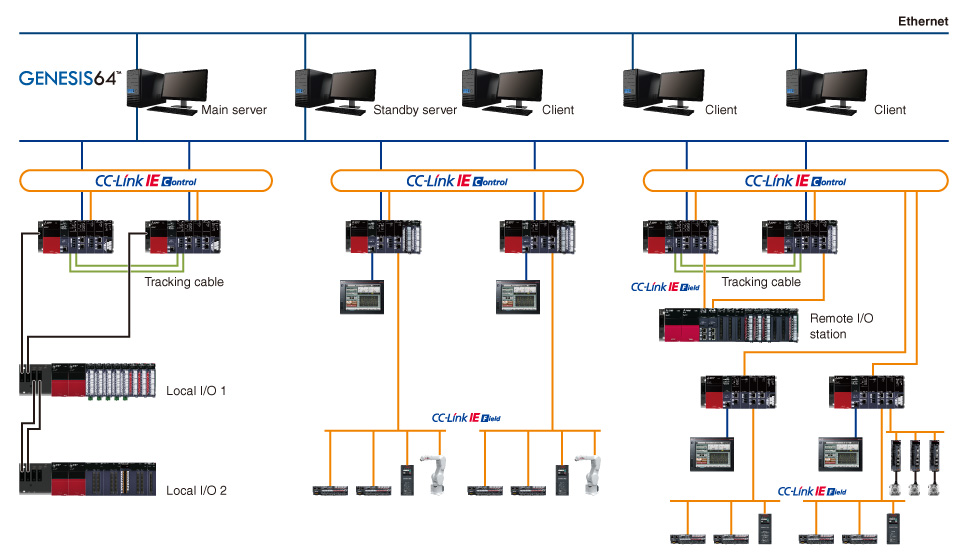 Ethernet
GENESIS64™
Main server
Standby server
Client
Client
Client
CC-Link IE Control
CC-Link IE Control
CC-Link IE Control
Tracking cable
CC-Link IE Field
Tracking cable
Remote I/O
station
Local I/O 1
CC-Link IE Field
Local I/O 2
CC-Link IE Field